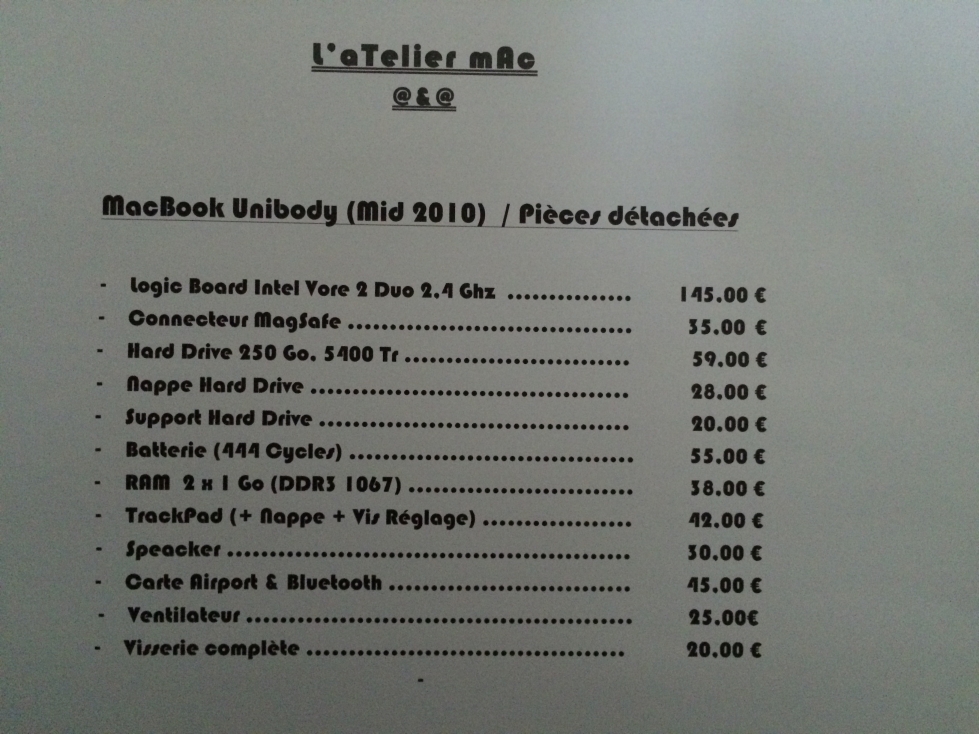 L'aTelier mAc
@&@
MacBook Unibody (Mid 2010) / Pièces détachées
- Logic Board Intel Vore 2 Duo 2,4 Ghz ............... 145.00 €
- Connecteur MagSafe .................................. 35.00 €
- Hard Drive 250 Go. 5400 Tr ........................... 59.00 €
- Nappe Hard Drive ...................................... 28.00 €
- Support Hard Drive ..................................... 20.00 €
- Batterie (444 Cycles) .................................. 55.00 €
- RAM 2 x 1 Go (DDR3 1067) ........................... 38.00 €
- TrackPad (+ Nappe + Vis Réglage) .................. 42.00 €
- Speacker ................................................ 30.00 €
- Carte Airport & Bluetooth ............................. 45.00 €
- Ventilateur .............................................. 25.00€
- Visserie complète ...................................... 20.00 €
-